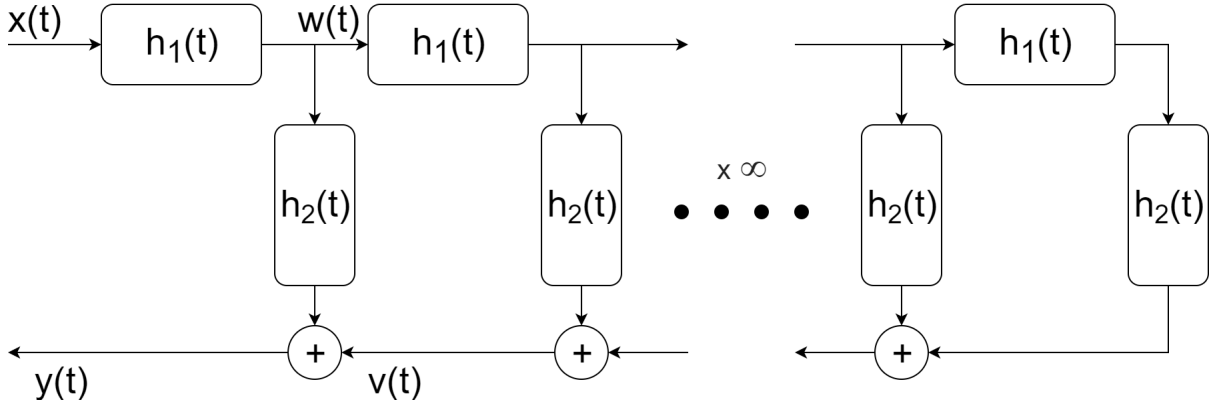 x(t) h₁(t) w(t) h₁(t) h₁(t)
x ∞
h₂(t) h₂(t) h₂(t) h₂(t)
+ + +
y(t) v(t)